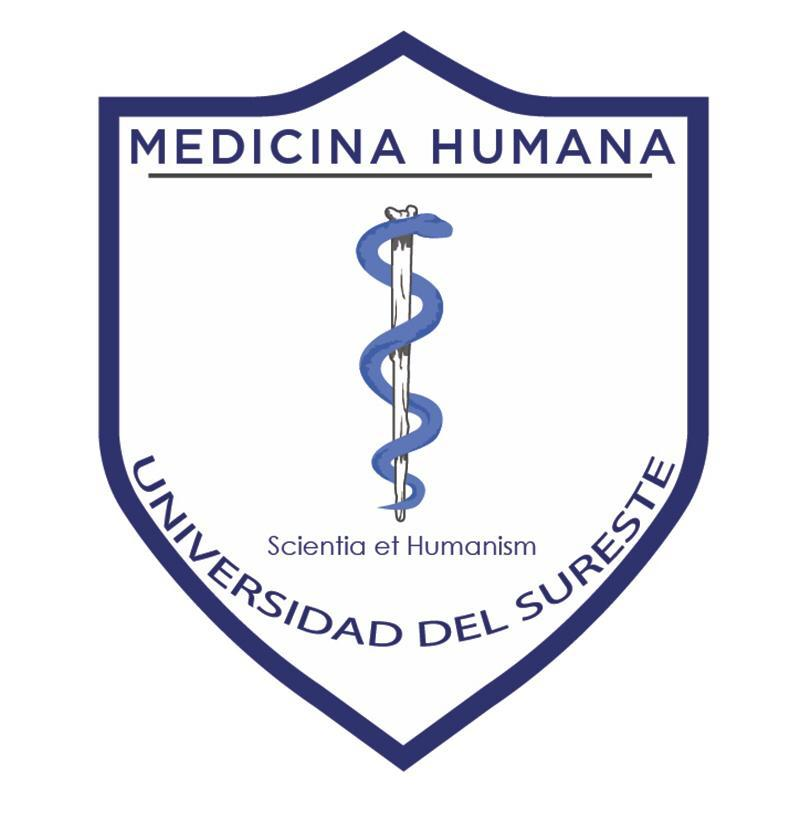 MEDICINA HUMANA
Scientia et Humanism
UNIVERSIDAD DEL SURESTE